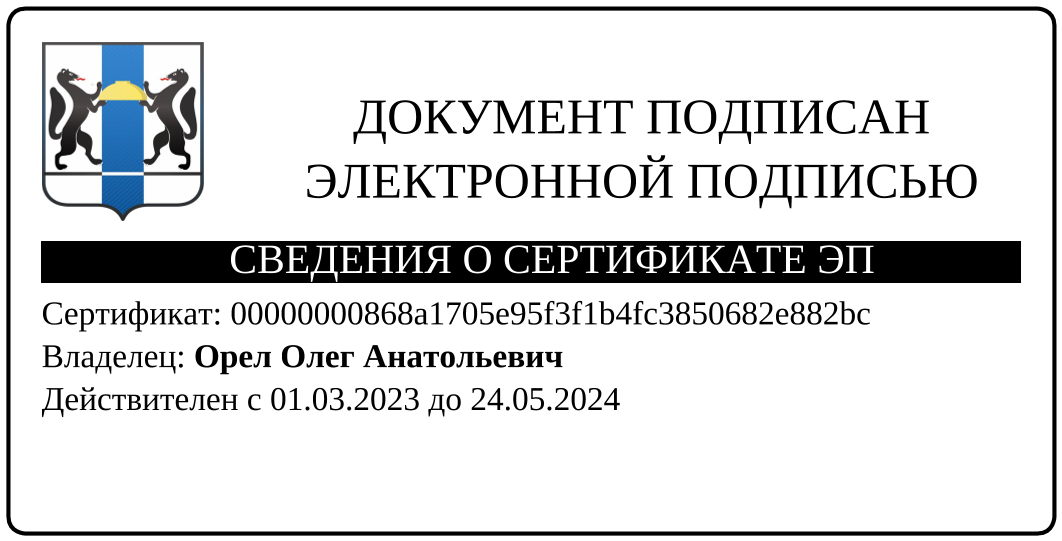 ДОКУМЕНТ ПОДПИСАН
ЭЛЕКТРОННОЙ ПОДПИСЬЮ
СВЕДЕНИЯ О СЕРТИФИКАТЕ ЭП
Сертификат: 00000000868a1705e95f3f1b4fc3850682e882bc
Владелец: Орел Олег Анатольевич
Действителен с 01.03.2023 до 24.05.2024